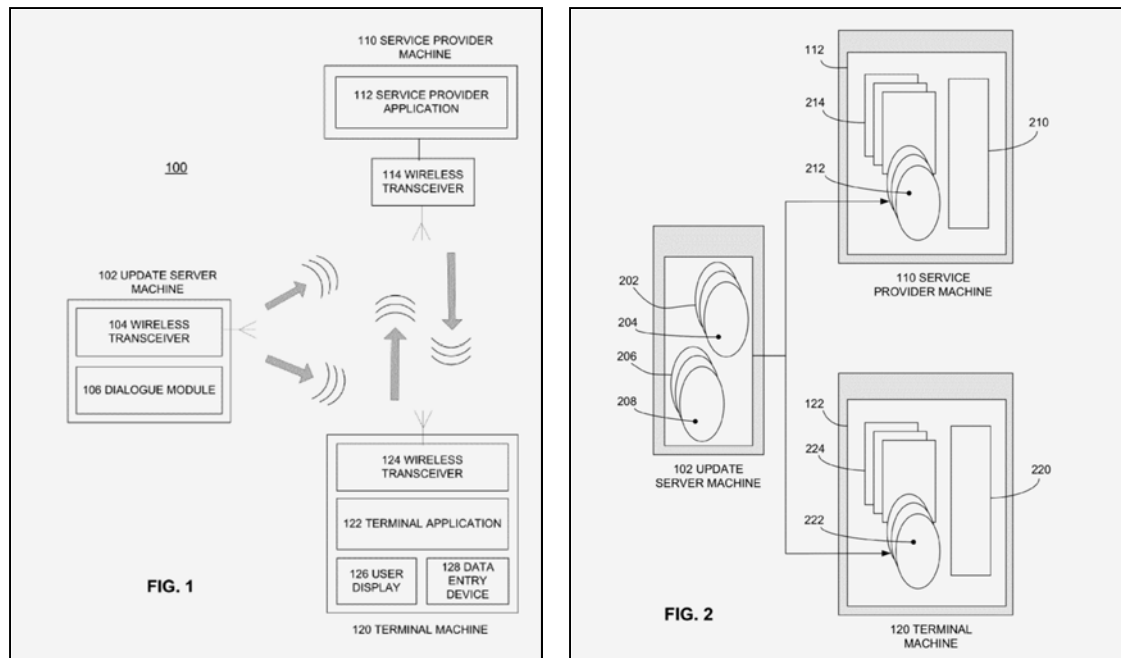 110 SERVICE PROVIDER
MACHINE
112 SERVICE PROVIDER
APPLICATION
100
114 WIRELESS
TRANSCEIVER
102 UPDATE SERVER
MACHINE
104 WIRELESS
TRANSCEIVER
106 DIALOGUE MODULE
124 WIRELESS
TRANSCEIVER
122 TERMINAL APPLICATION
126 USER
DISPLAY
128 DATA
ENTRY
DEVICE
FIG. 1
120 TERMINAL MACHINE
112
214
210
212
110 SERVICE
PROVIDER MACHINE
202
204
206
208
102 UPDATE
SERVER MACHINE
122
224
220
222
FIG. 2
120 TERMINAL
MACHINE